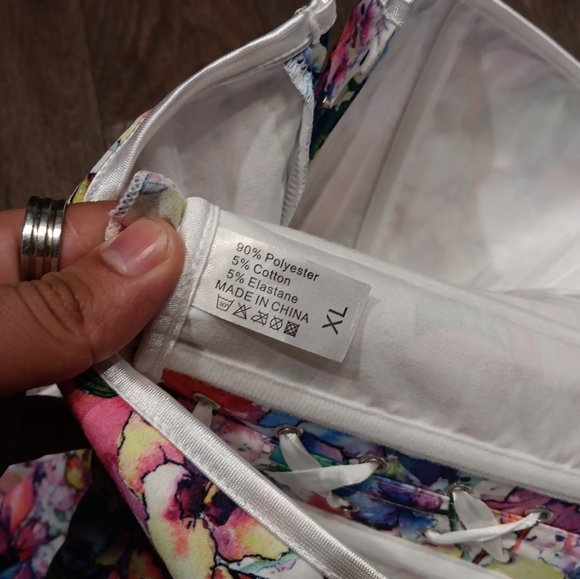 90% Polyester
5% Cotton
5% Elastane
MADE IN CHINA
XL